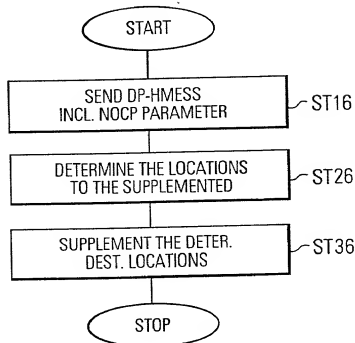 START
SEND DP-HMESS
INCL. NOCP PARAMETER
ST16
DETERMINE THE LOCATIONS
TO THE SUPPLEMENTED
ST26
SUPPLEMENT THE DETER.
DEST. LOCATIONS
ST36
STOP